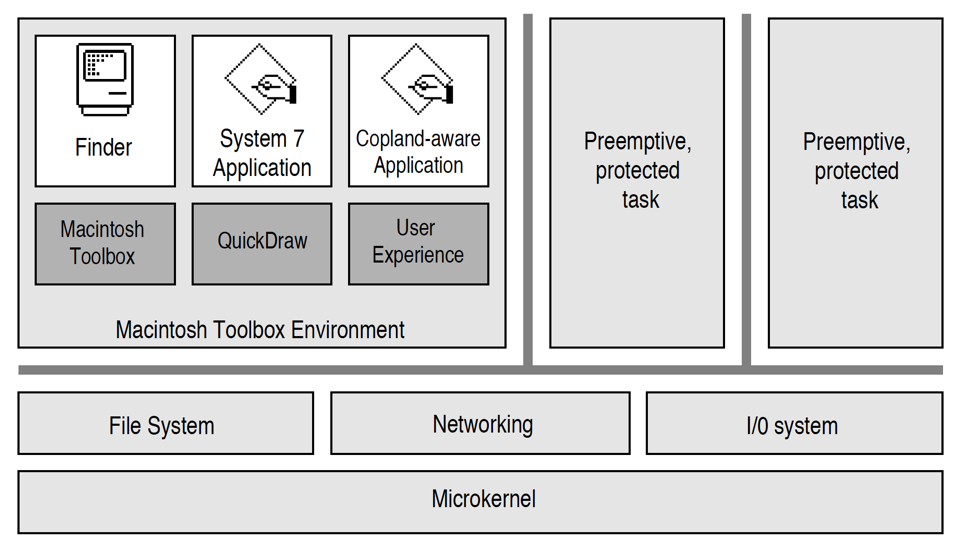 Finder
System 7
Application
Copland-aware
Application
Macintosh
Toolbox
QuickDraw
User
Experience
Macintosh Toolbox Environment
Preemptive,
protected
task
Preemptive,
protected
task
File System
Networking
I/0 system
Microkernel